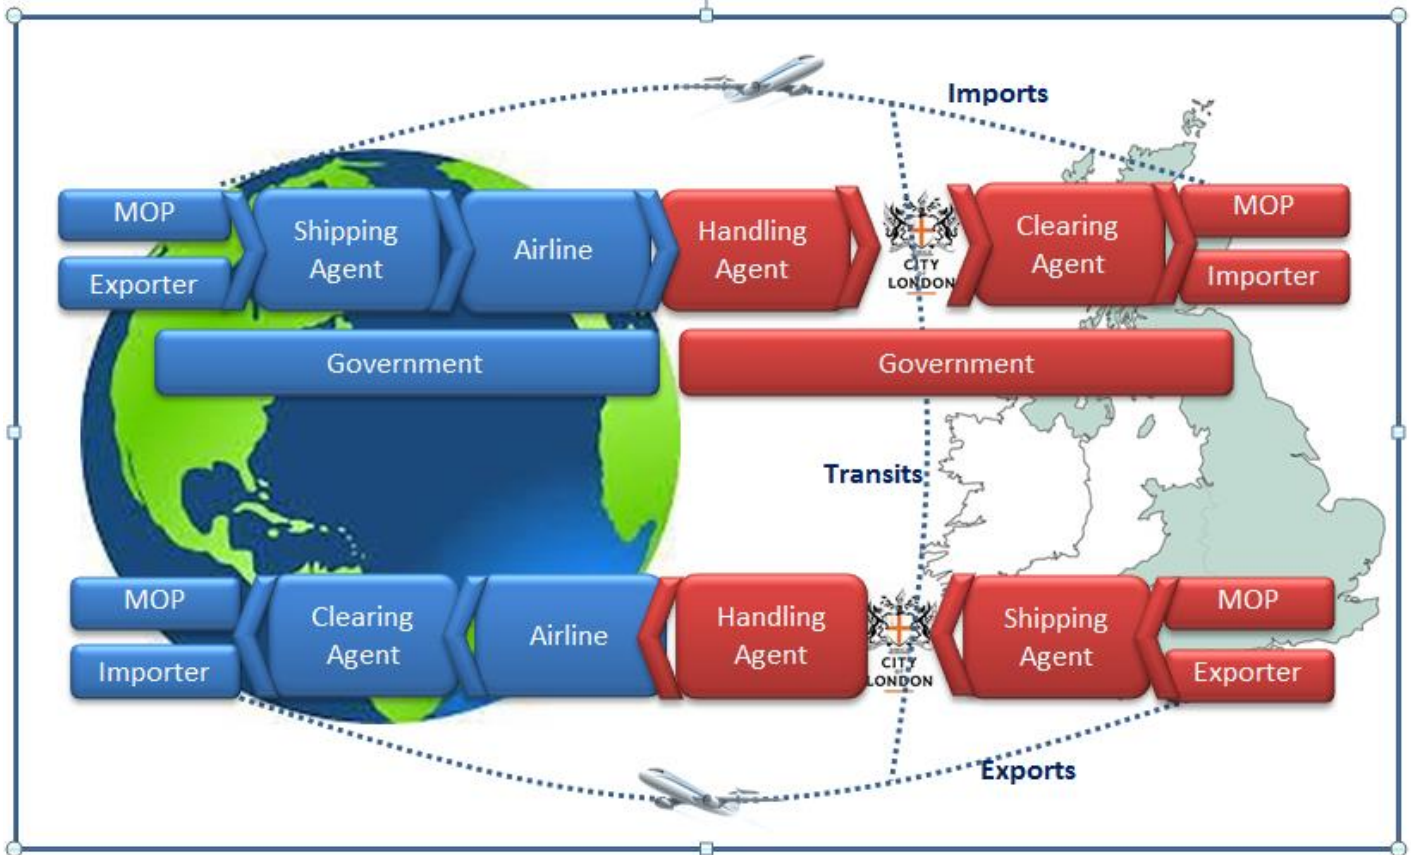 Imports
MOP
Exporter
Shipping
Agent
Airline
Handling
Agent
CITY
LONDON
Clearing
Agent
MOP
Importer
Government
Government
Transits
MOP
Importer
Clearing
Agent
Airline
Handling
Agent
CITY
LONDON
Shipping
Agent
MOP
Exporter
Exports